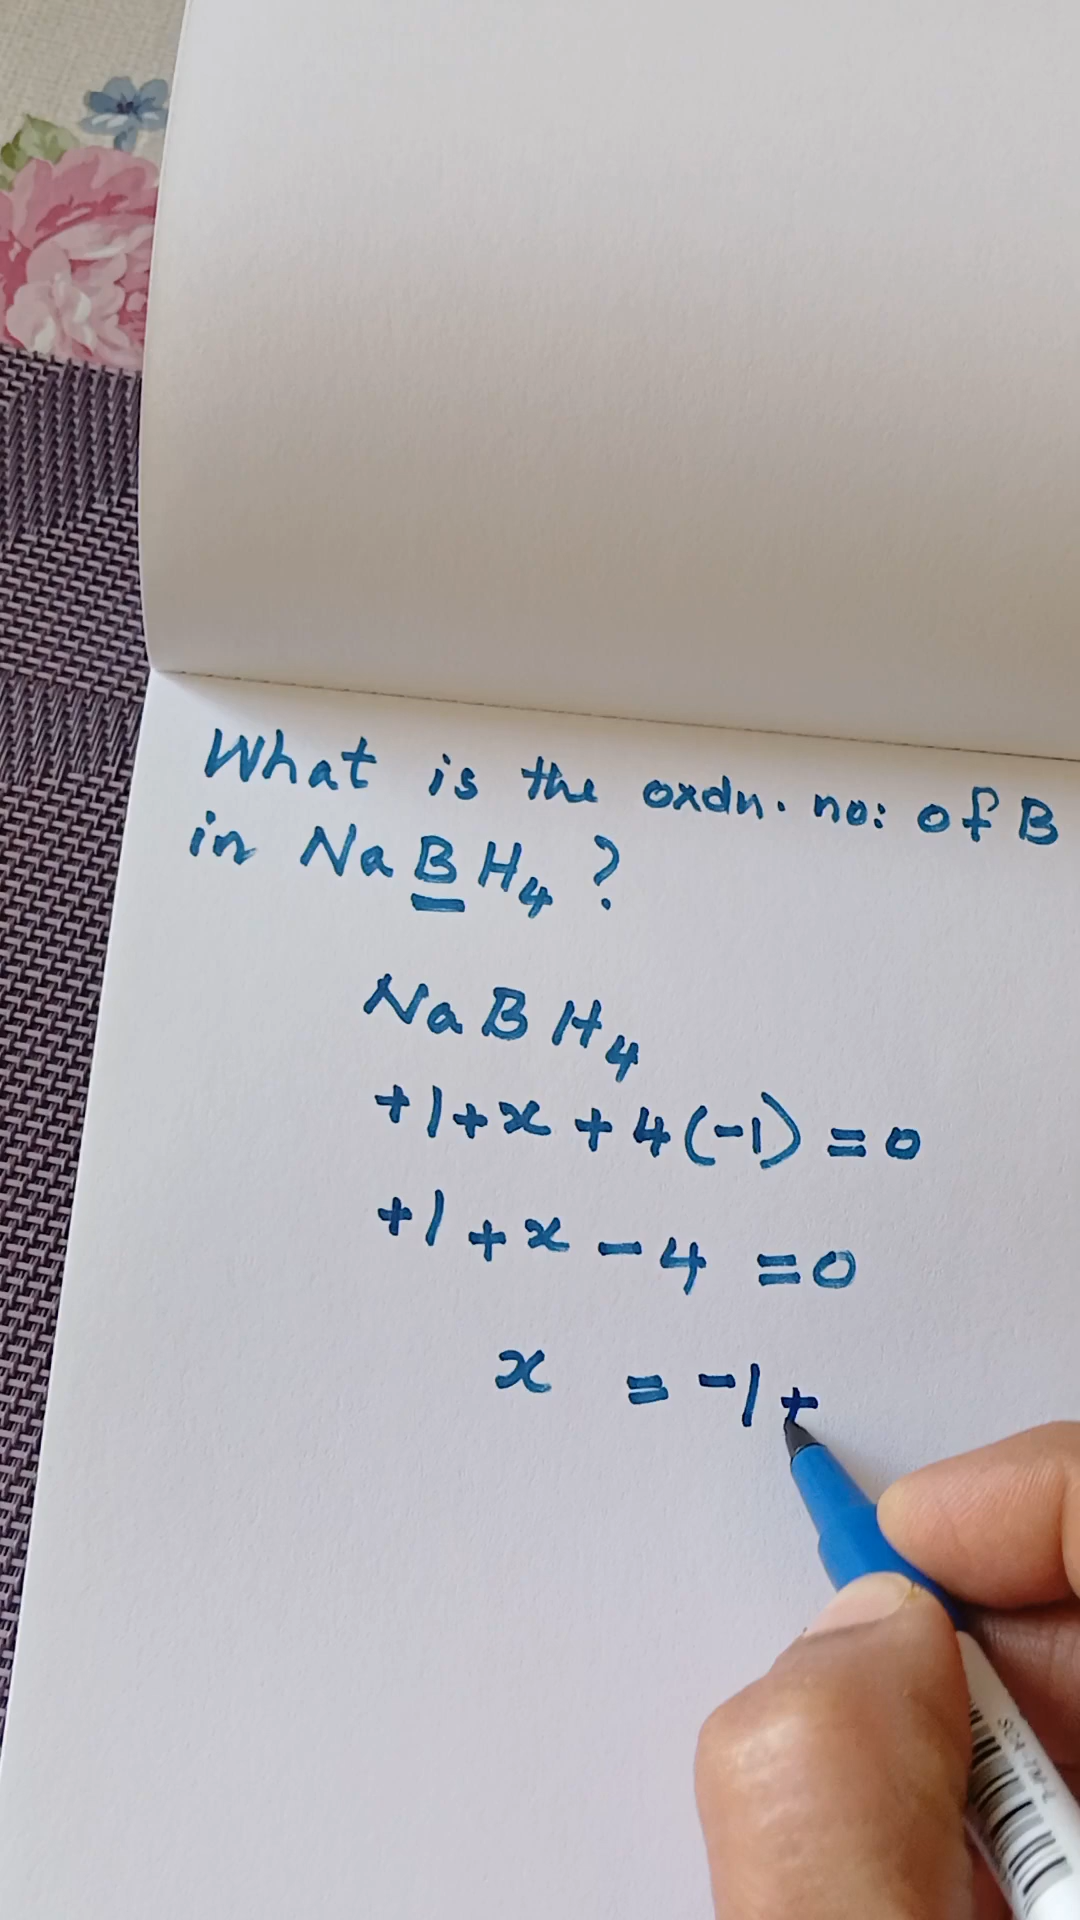 What is the oxdn. no: of B
in NaBH4 ?
NaBH4
+1+x+4(-1)=0
+1+x-4=0
x = -1+